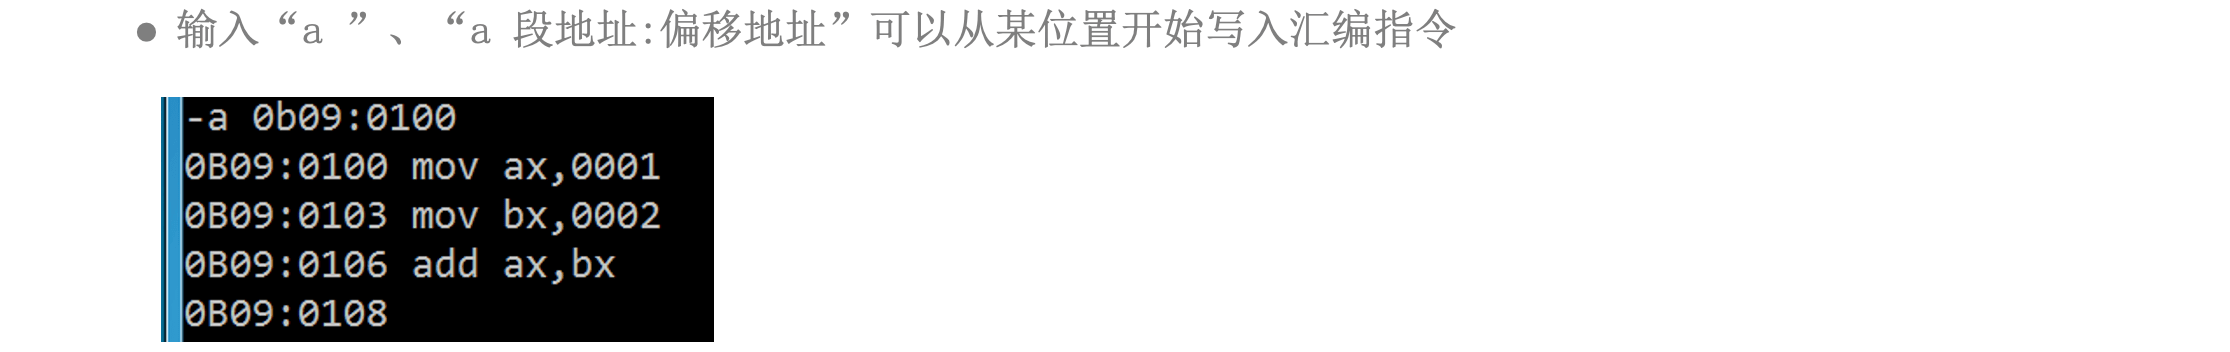 ● 输入“a ”、“a 段地址:偏移地址”可以从某位置开始写入汇编指令
-a 0b09:0100
0B09:0100 mov ax,0001
0B09:0103 mov bx,0002
0B09:0106 add ax,bx
0B09:0108